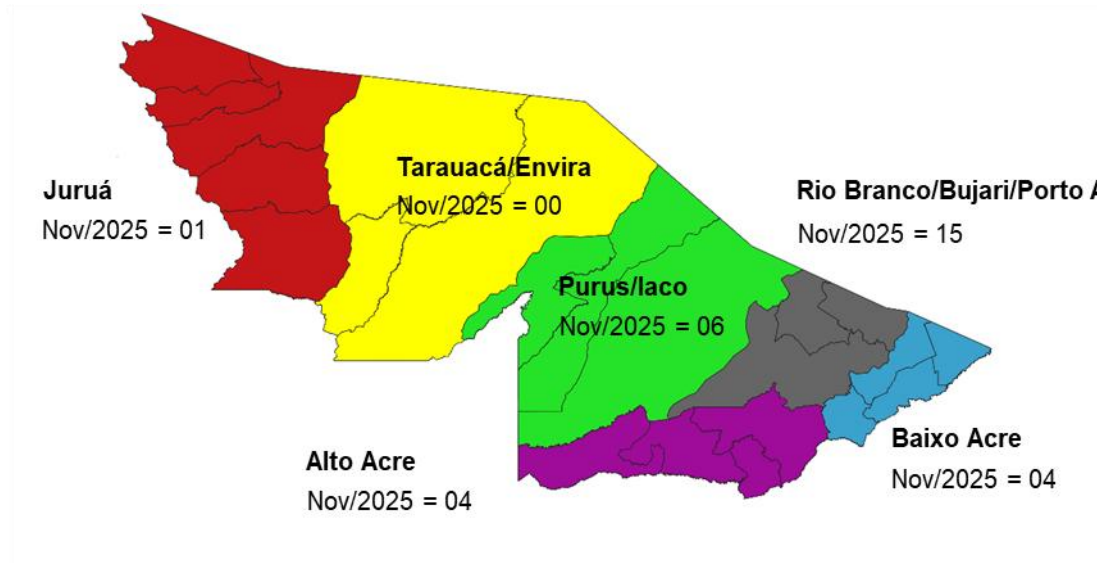 Tarauacá/Envira
Nov/2025 = 00
Juruá
Nov/2025 = 01
Rio Branco/Bujari/Porto A
Nov/2025 = 15
Purus/Iaco
Nov/2025 = 06
Baixo Acre
Nov/2025 = 04
Alto Acre
Nov/2025 = 04